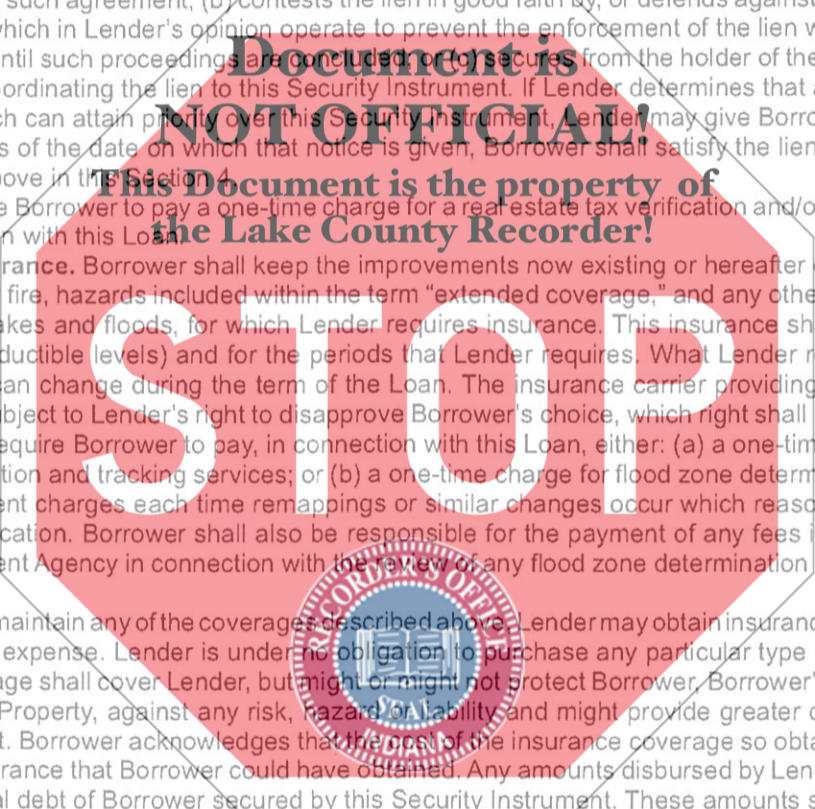 such agreement; (b) contests the lien in good faith by, or defends against
which in Lender's opinion operate to prevent the enforcement of the lien
ntil such proceedings are concluded; or (c) secures from the holder of the
ordinating the lien to this Security Instrument. If Lender determines that
ch can attain priority over this Security Instrument, Lender may give Borro
s of the date on which that notice is given, Borrower shall satisfy the lien
ove in this Section 4.
e Borrower to pay a one-time charge for a real estate tax verification and/o
n with this Loan.
rance. Borrower shall keep the improvements now existing or hereafter
fire, hazards included within the term “extended coverage,” and any othe
kes and floods, for which Lender requires insurance. This insurance sh
ductible levels) and for the periods that Lender requires. What Lender
an change during the term of the Loan. The insurance carrier providing
bject to Lender's right to disapprove Borrower's choice, which right shall
equire Borrower to pay, in connection with this Loan, either: (a) a one-tim
tion and tracking services; or (b) a one-time charge for flood zone determ
ent charges each time remappings or similar changes occur which reaso
cation. Borrower shall also be responsible for the payment of any fees i
ent Agency in connection with the review of any flood zone determination
maintain any of the coverages described above, Lender may obtain insuranc
expense. Lender is under no obligation to purchase any particular type
age shall cover Lender, but might or might not protect Borrower, Borrower'
Property, against any risk, hazard or liability and might provide greater
t. Borrower acknowledges that the cost of the insurance coverage so obta
rance that Borrower could have obtained. Any amounts disbursed by Len
al debt of Borrower secured by this Security Instrument. These amounts s
Document is
NOT OFFICIAL!
This Document is the property of
the Lake County Recorder!
STOP
RECORDER'S OFFICE
SEAL
INDIANA